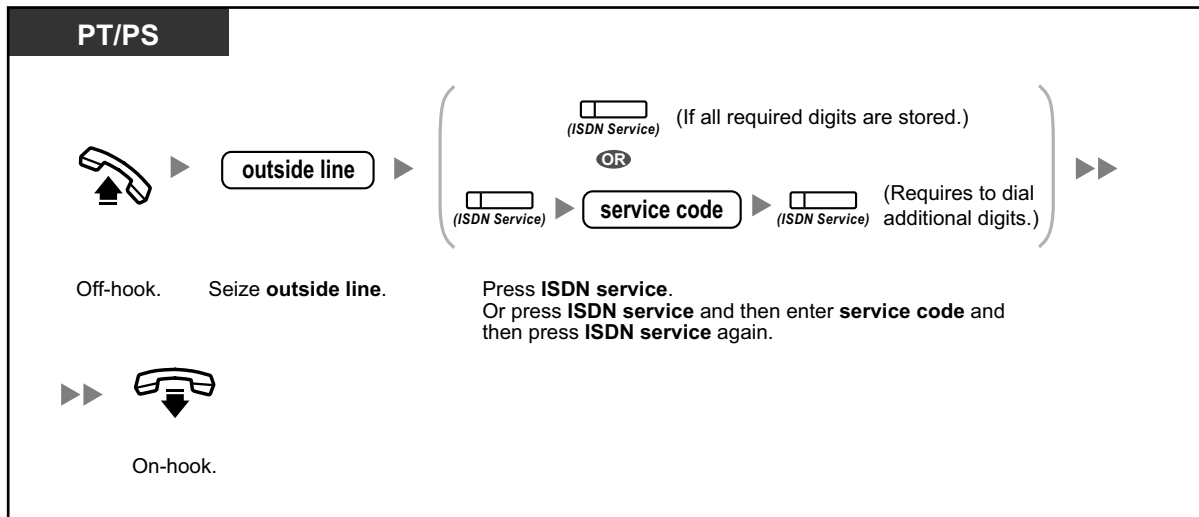 PT/PS
(ISDN Service) (If all required digits are stored.)
OR
outside line
(ISDN Service) service code (ISDN Service) (Requires to dial
additional digits.)
Off-hook. Seize outside line. Press ISDN service.
Or press ISDN service and then enter service code and
then press ISDN service again.
On-hook.